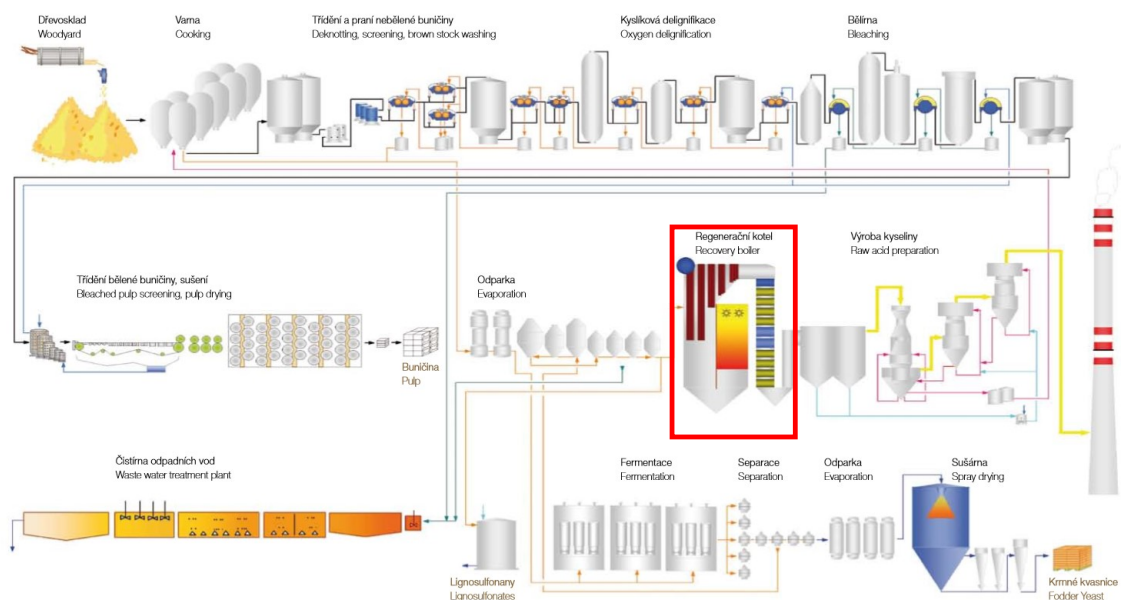 Dřevosklad
Woodyard
Varna
Cooking
Třídění a praní nebělené buničiny
Deknotting, screening, brown stock washing
Kyslíková delignifikace
Oxygen delignification
Bělírna
Bleaching
Třídění bělené buničiny, sušení
Bleached pulp screening, pulp drying
Buničina
Pulp
Odparka
Evaporation
Regenerační kotel
Recovery boiler
Výroba kyseliny
Raw acid preparation
Čistírna odpadních vod
Waste water treatment plant
Lignosulfonany
Lignosulfonates
Fermentace
Fermentation
Separace
Separation
Odparka
Evaporation
Sušárna
Spray drying
Krmné kvasnice
Fodder Yeast